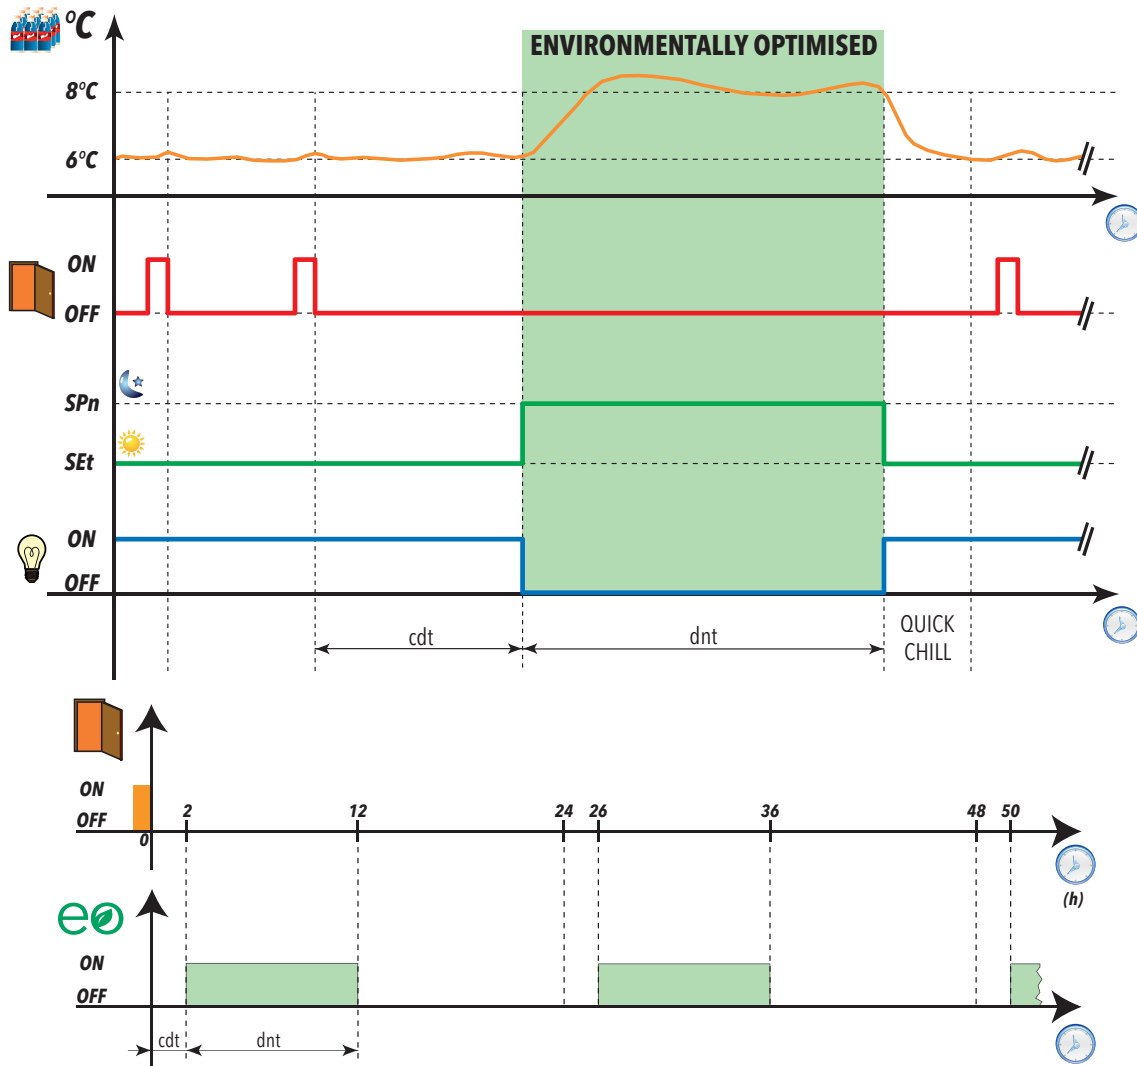 °C
ENVIRONMENTALLY OPTIMISED
8°C
6°C
ON
OFF
SPn
SEt
ON
OFF
cdt
dnt
QUICK
CHILL
ON
OFF
0
2
12
24
26
36
48
50
(h)
eo
ON
OFF
cdt
dnt